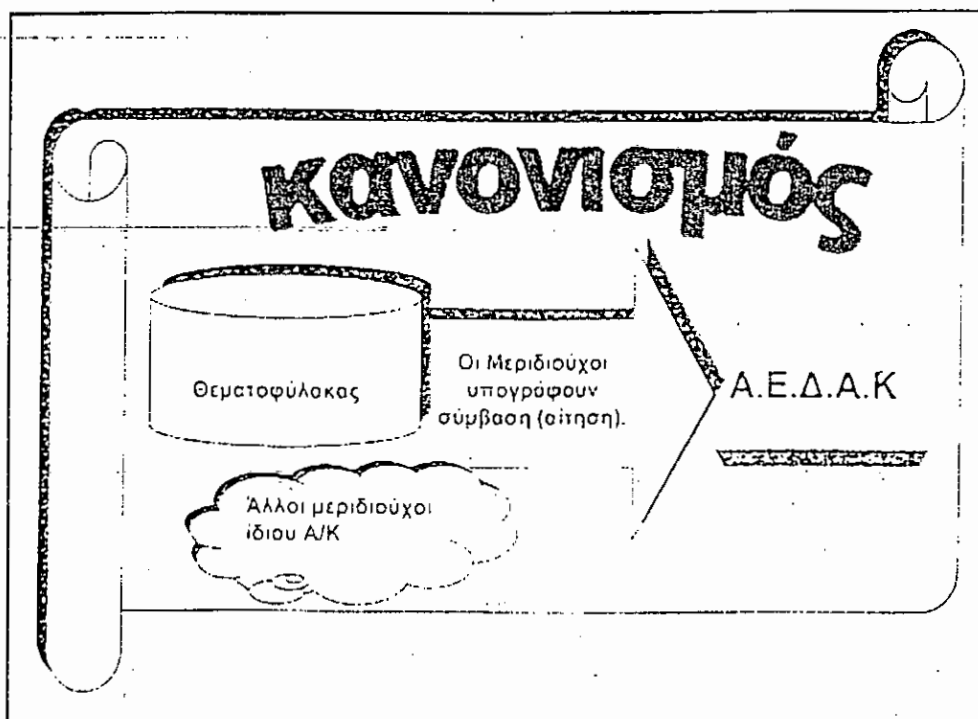 κανονισμός
Θεματοφύλακας
Οι Μεριδιούχοι
υπογράφουν
σύμβαση (αίτηση).
Α.Ε.Δ.Α.Κ
Άλλοι μεριδιούχοι
ίδιου Α/Κ